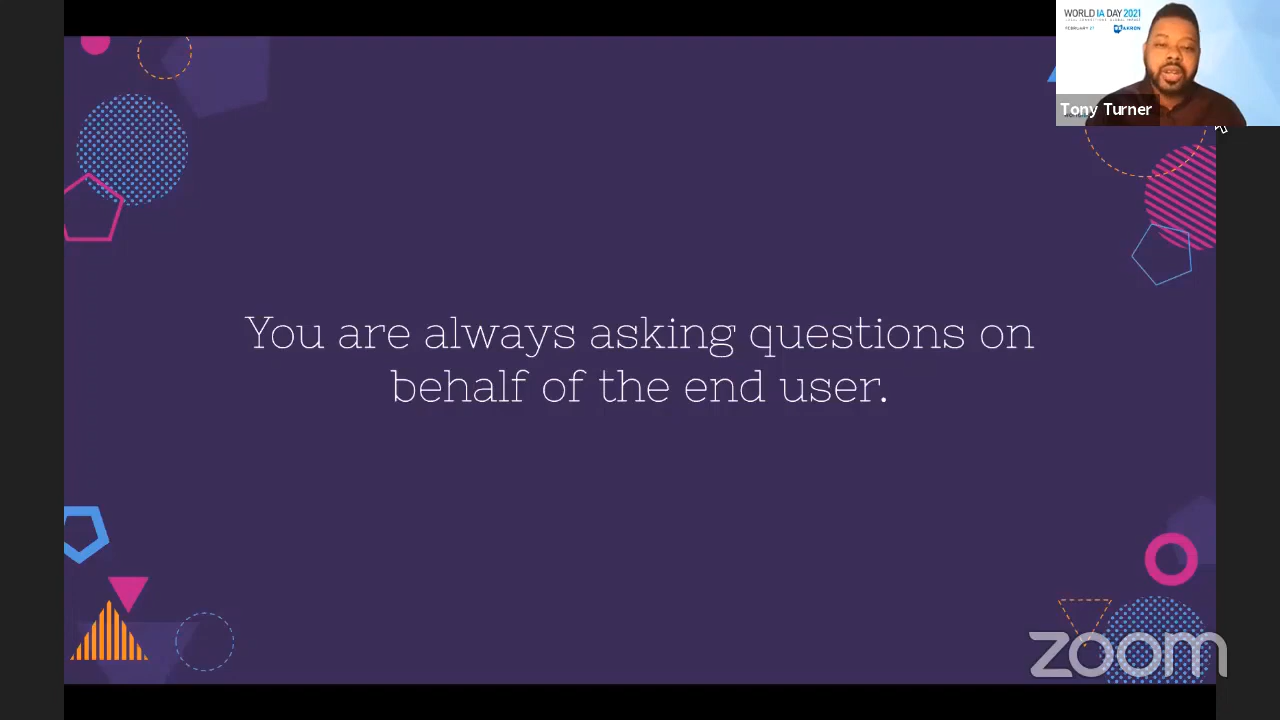 WORLD IA DAY 2021
Tony Turner
You are always asking questions on
behalf of the end user.
zoom